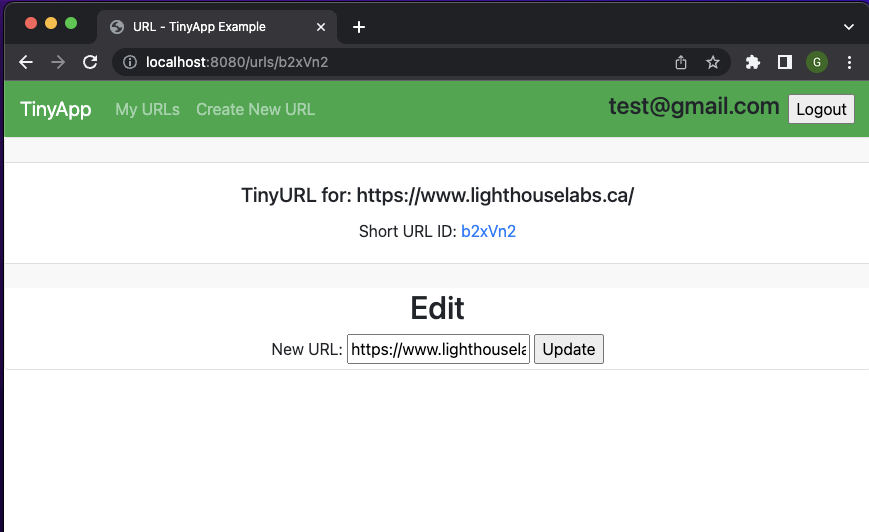 URL - TinyApp Example
localhost:8080/urls/b2xVn2
G
TinyApp My URLs Create New URL test@gmail.com Logout
TinyURL for: https://www.lighthouselabs.ca/
Short URL ID: b2xVn2
Edit
New URL: https://www.lighthousela Update